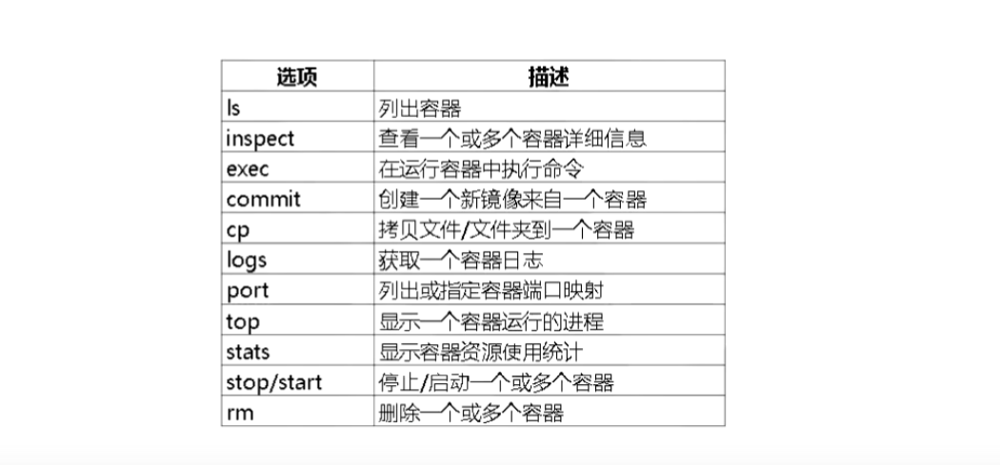 选项 描述
ls 列出容器
inspect 查看一个或多个容器详细信息
exec 在运行容器中执行命令
commit 创建一个新镜像来自一个容器
cp 拷贝文件/文件夹到一个容器
logs 获取一个容器日志
port 列出或指定容器端口映射
top 显示一个容器运行的进程
stats 显示容器资源使用统计
stop/start 停止/启动一个或多个容器
rm 删除一个或多个容器